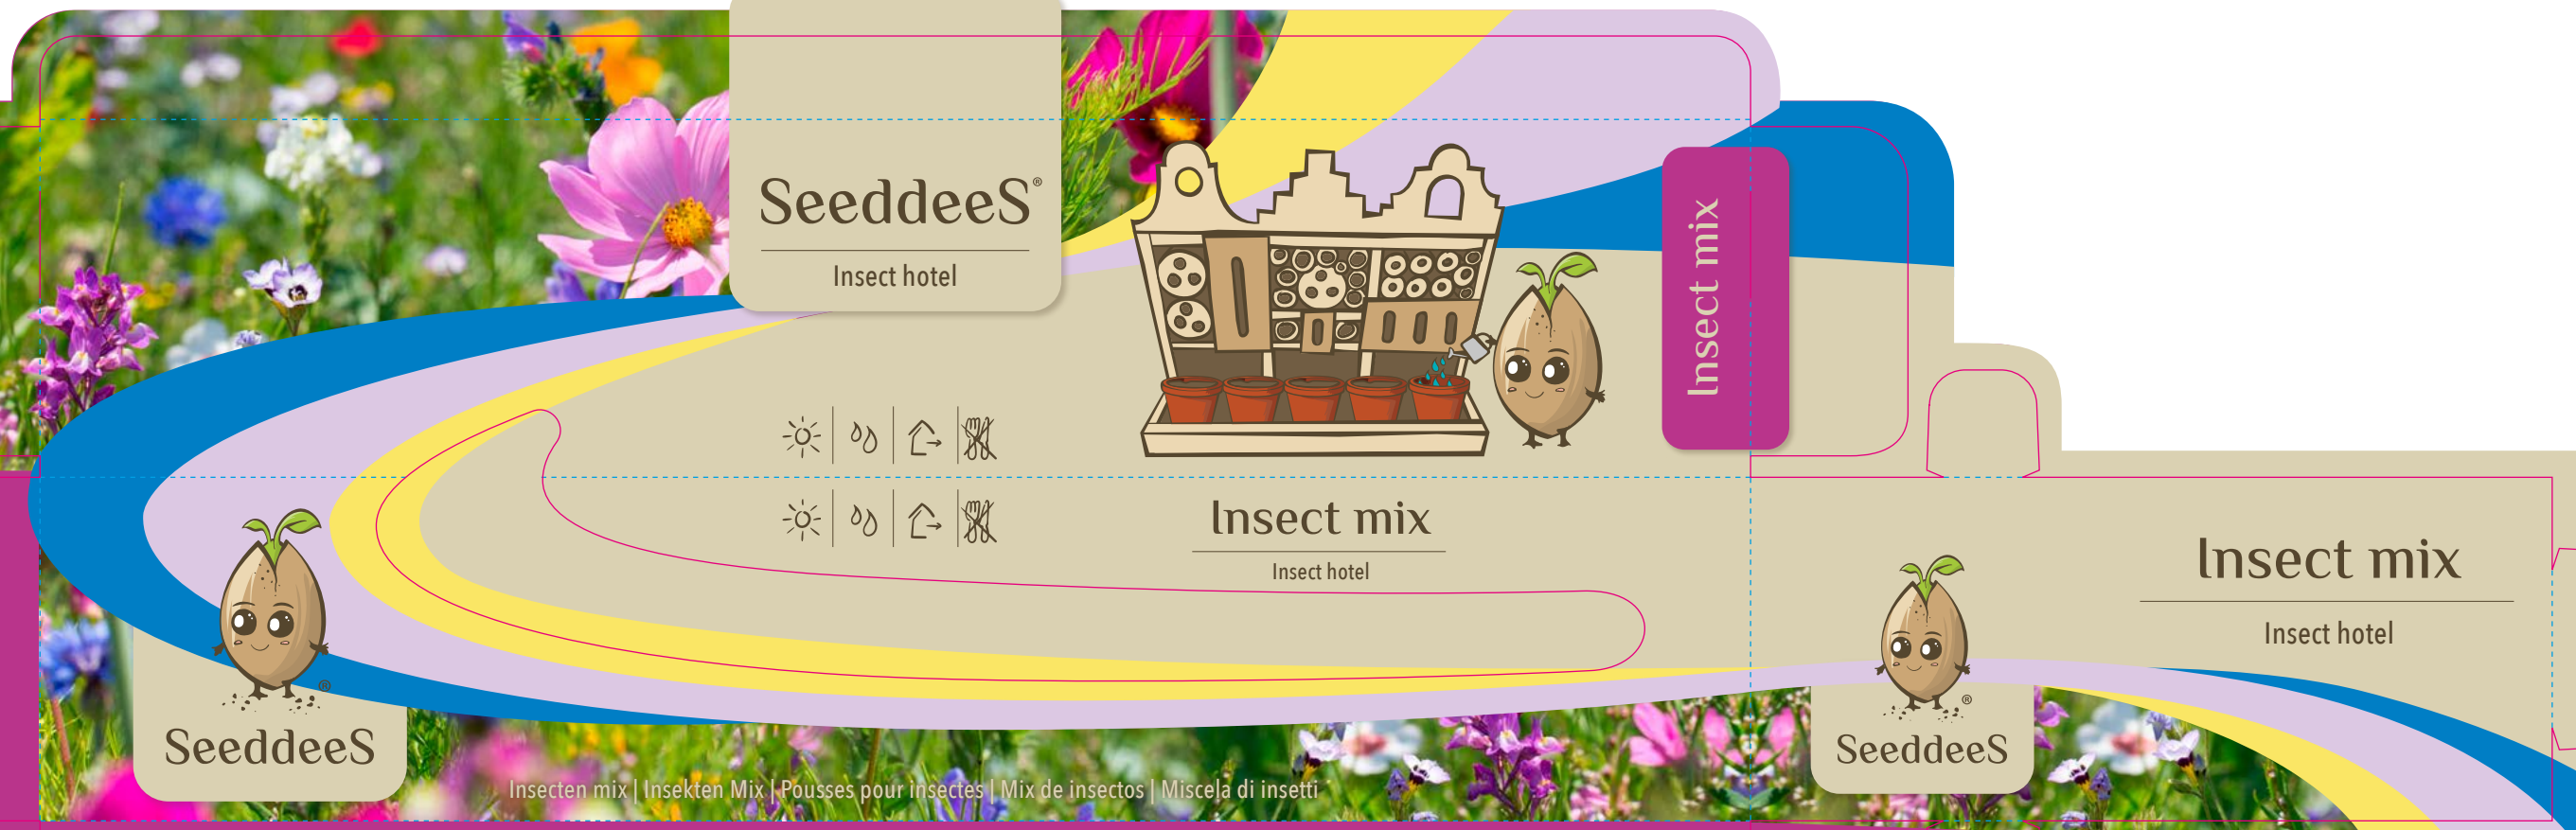 SeeddeeS®
Insect hotel
Insect mix
Insect mix
Insect hotel
Insect mix
Insect hotel
®
SeeddeeS
®
SeeddeeS
Insecten mix | Insekten Mix | Pousses pour insectes | Mix de insectos | Miscela di insetti